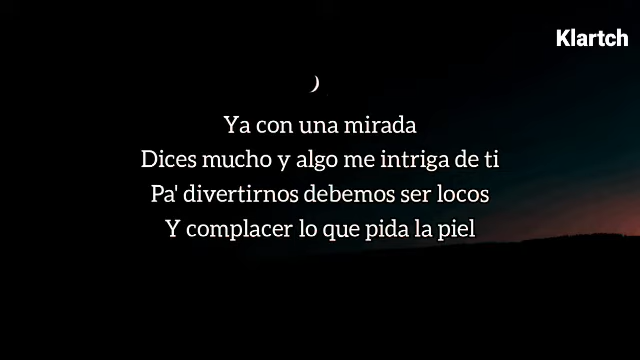 Klartch
Ya con una mirada
Dices mucho y algo me intriga de ti
Pa' divertirnos debemos ser locos
Y complacer lo que pida la piel